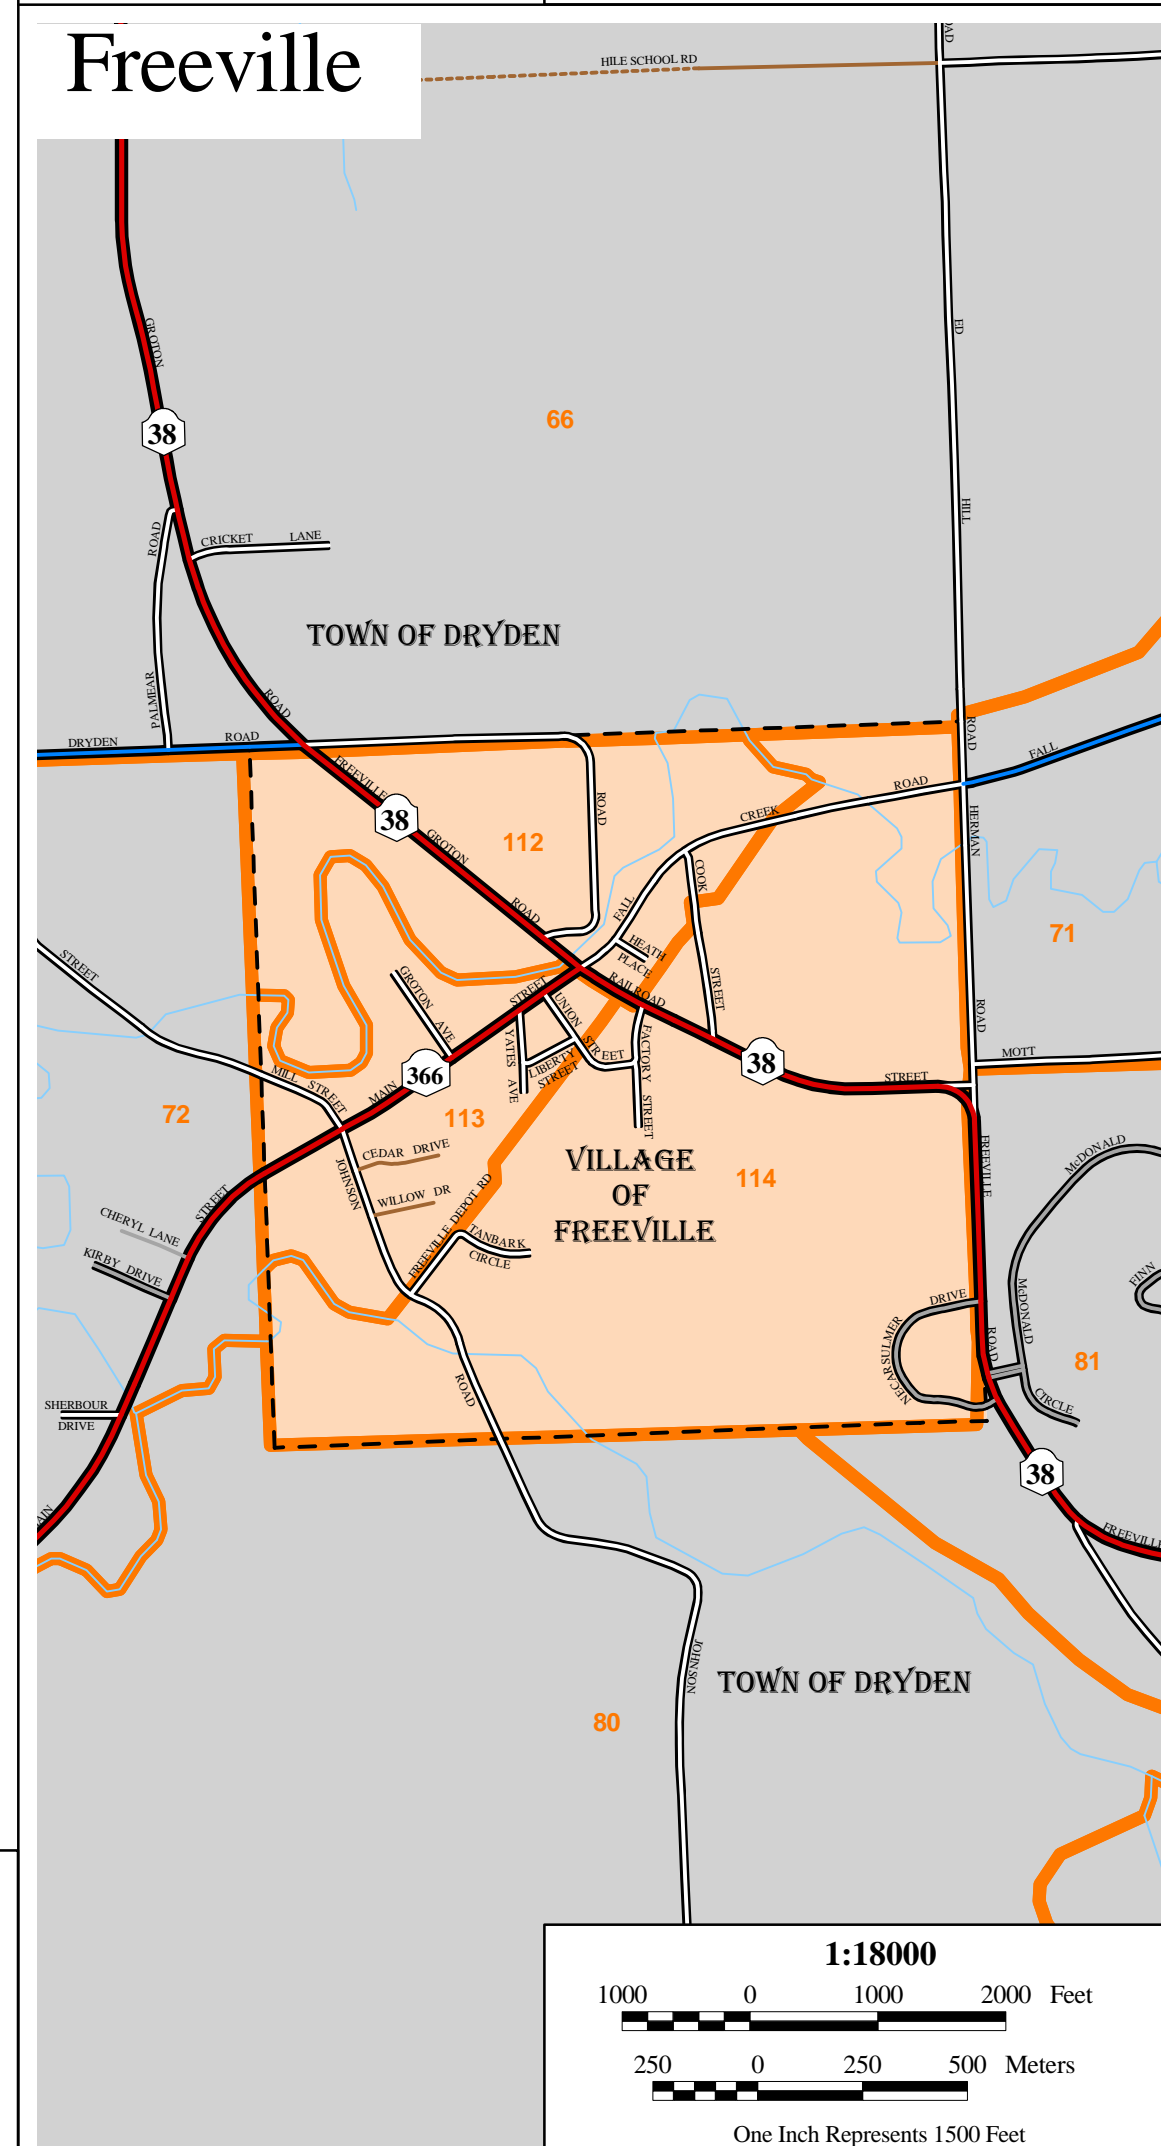 Freeville
HILE SCHOOL RD
OAD
GROTON
ED
38
66
HILL
ROAD
CRICKET LANE
TOWN OF DRYDEN
PALMEAR
ROAD
ROAD
DRYDEN ROAD
FREEVILLE
FALL
ROAD
CREEK
38
ROAD
HERMAN
GROTON
112
COOK
ROAD
FALL
71
STREET
HEATH
PLACE
GROTON AVE
STREET
UNION
RAILROAD
STREET
ROAD
YATES AVE
FACTORY STREET
STREET
LIBERTY
STREET
MOTT
38
366
STREET
MILL STREET
MAIN
72
113
FREEVILLE
McDONALD
CEDAR DRIVE
JOHNSON
VILLAGE
OF
FREEVILLE
114
WILLOW DR
FREEVILLE DEPOT RD
STREET
CHERYL LANE
TANBARK
CIRCLE
KIRBY DRIVE
FINN
DRIVE
McDONALD
NECARSULMER
ROAD
81
ROAD
SHERBOUR
DRIVE
CIRCLE
38
AIN
FREEVILLE
JOHNSON
TOWN OF DRYDEN
80
1:18000
1000 0 1000 2000 Feet
250 0 250 500 Meters
One Inch Represents 1500 Feet